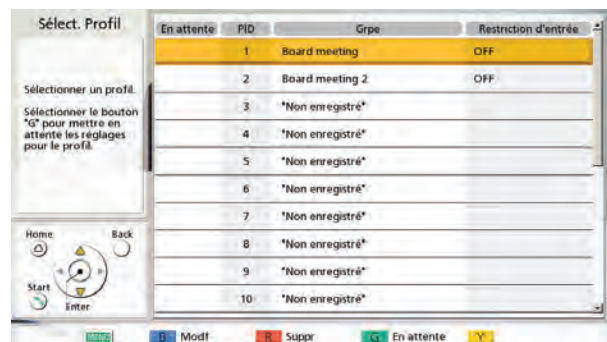 Sélect. Profil
Sélectionner un profil.
Sélectionner le bouton
"G" pour mettre en
attente les réglages
pour le profil.
Home
Back
Start
Enter
En attente PID Grpe Restriction d'entrée
1 Board meeting OFF
2 Board meeting 2 OFF
3 *Non enregistré*
4 *Non enregistré*
5 *Non enregistré*
6 *Non enregistré*
7 *Non enregistré*
8 *Non enregistré*
9 *Non enregistré*
10 *Non enregistré*
MENU B Modf R Suppr G En attente Y